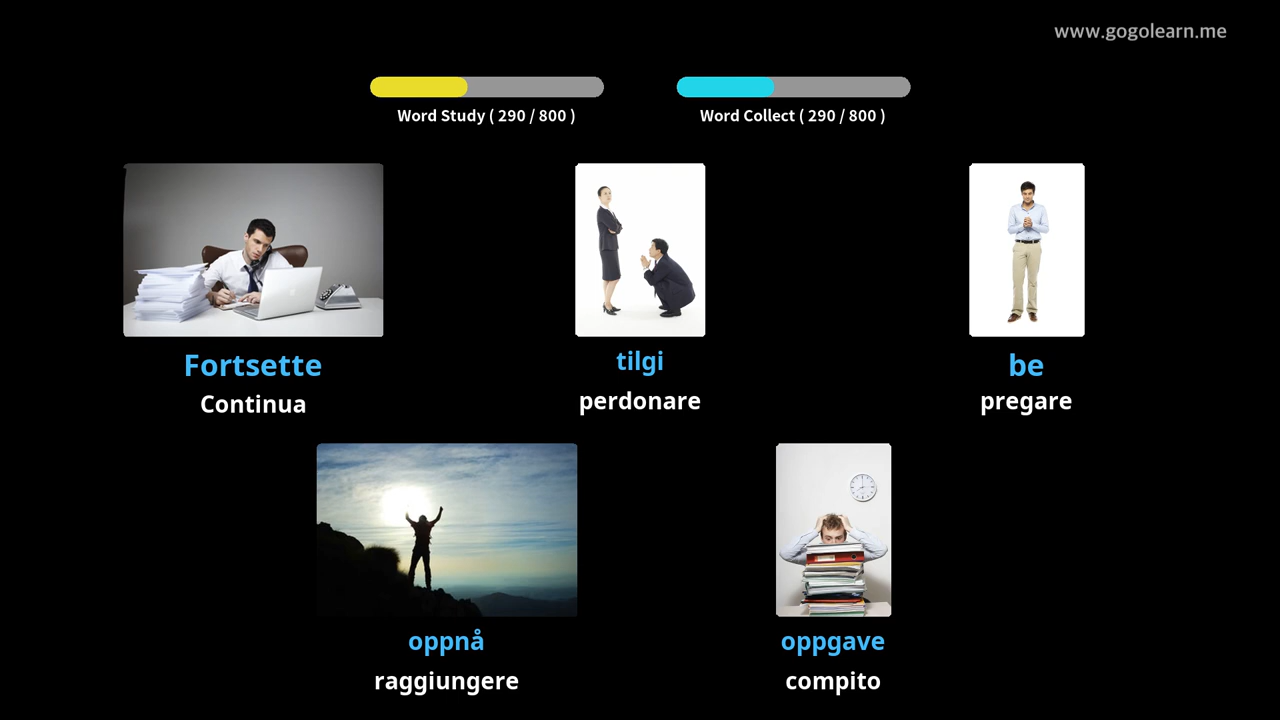 www.gogolearn.me
Word Study ( 290 / 800 )
Word Collect ( 290 / 800 )
Fortsette
Continua
tilgi
perdonare
be
pregare
oppnå
raggiungere
oppgave
compito